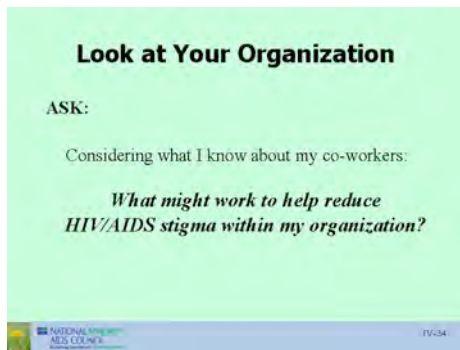 Look at Your Organization
ASK:
Considering what I know about my co-workers:
What might work to help reduce
HIV/AIDS stigma within my organization?
NATIONAL MINORITY
AIDS COUNCIL
IV-34